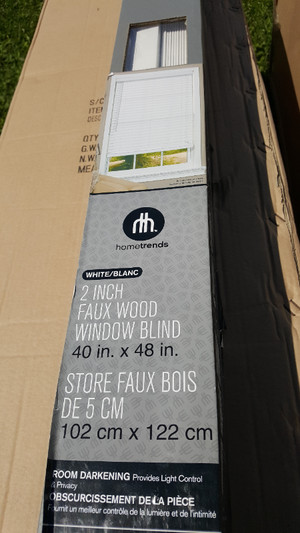 S/C
ITE
DESC
QTY
G.W
N.W
MEA
hometrends
WHITE/BLANC
2 INCH
FAUX WOOD
WINDOW BLIND
40 in. x 48 in.
STORE FAUX BOIS
DE 5 CM
102 cm x 122 cm
ROOM DARKENING Provides Light Control
& Privacy
OBSCURCISSEMENT DE LA PIÈCE
Fournit un meilleur contrôle de la lumière et de l'intimité